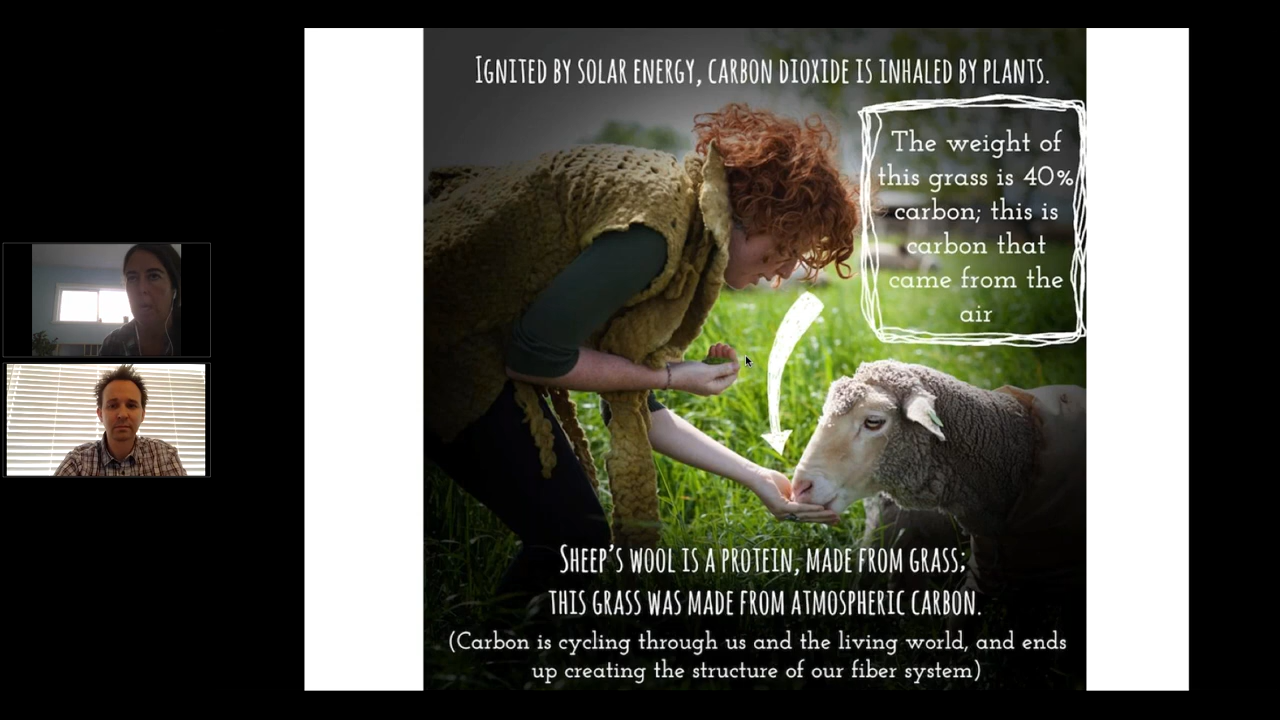 IGNITED BY SOLAR ENERGY, CARBON DIOXIDE IS INHALED BY PLANTS.
The weight of
this grass is 40%
carbon; this is
carbon that
came from the
air
SHEEP'S WOOL IS A PROTEIN, MADE FROM GRASS;
THIS GRASS WAS MADE FROM ATMOSPHERIC CARBON.
(Carbon is cycling through us and the living world, and ends
up creating the structure of our fiber system)